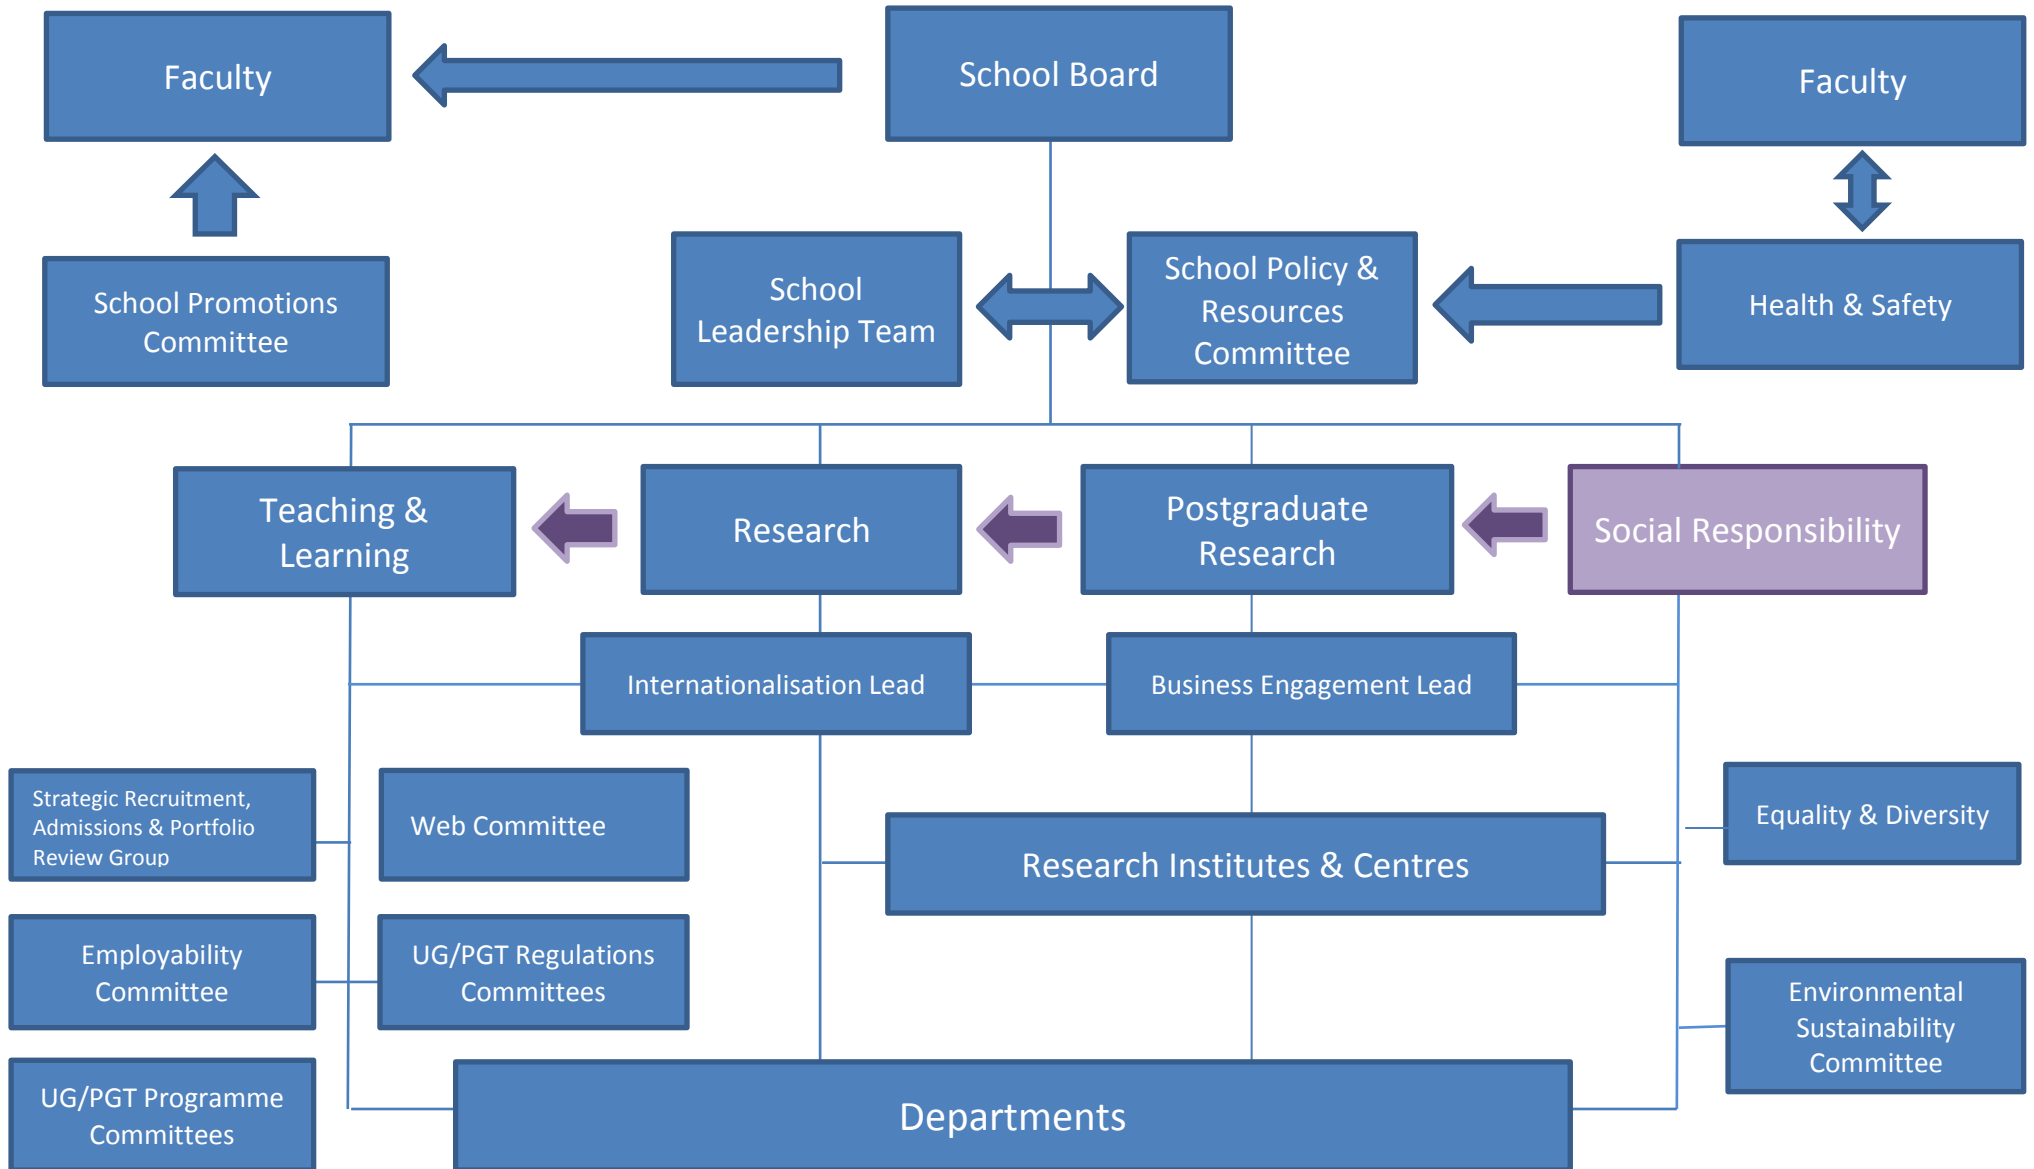 Faculty
School Board
Faculty
School Promotions
Committee
School
Leadership Team
School Policy &
Resources
Committee
Health & Safety
Teaching &
Learning
Research
Postgraduate
Research
Social Responsibility
Internationalisation Lead
Business Engagement Lead
Strategic Recruitment,
Admissions & Portfolio
Review Group
Web Committee
Research Institutes & Centres
Equality & Diversity
Employability
Committee
UG/PGT Regulations
Committees
Environmental
Sustainability
Committee
UG/PGT Programme
Committees
Departments